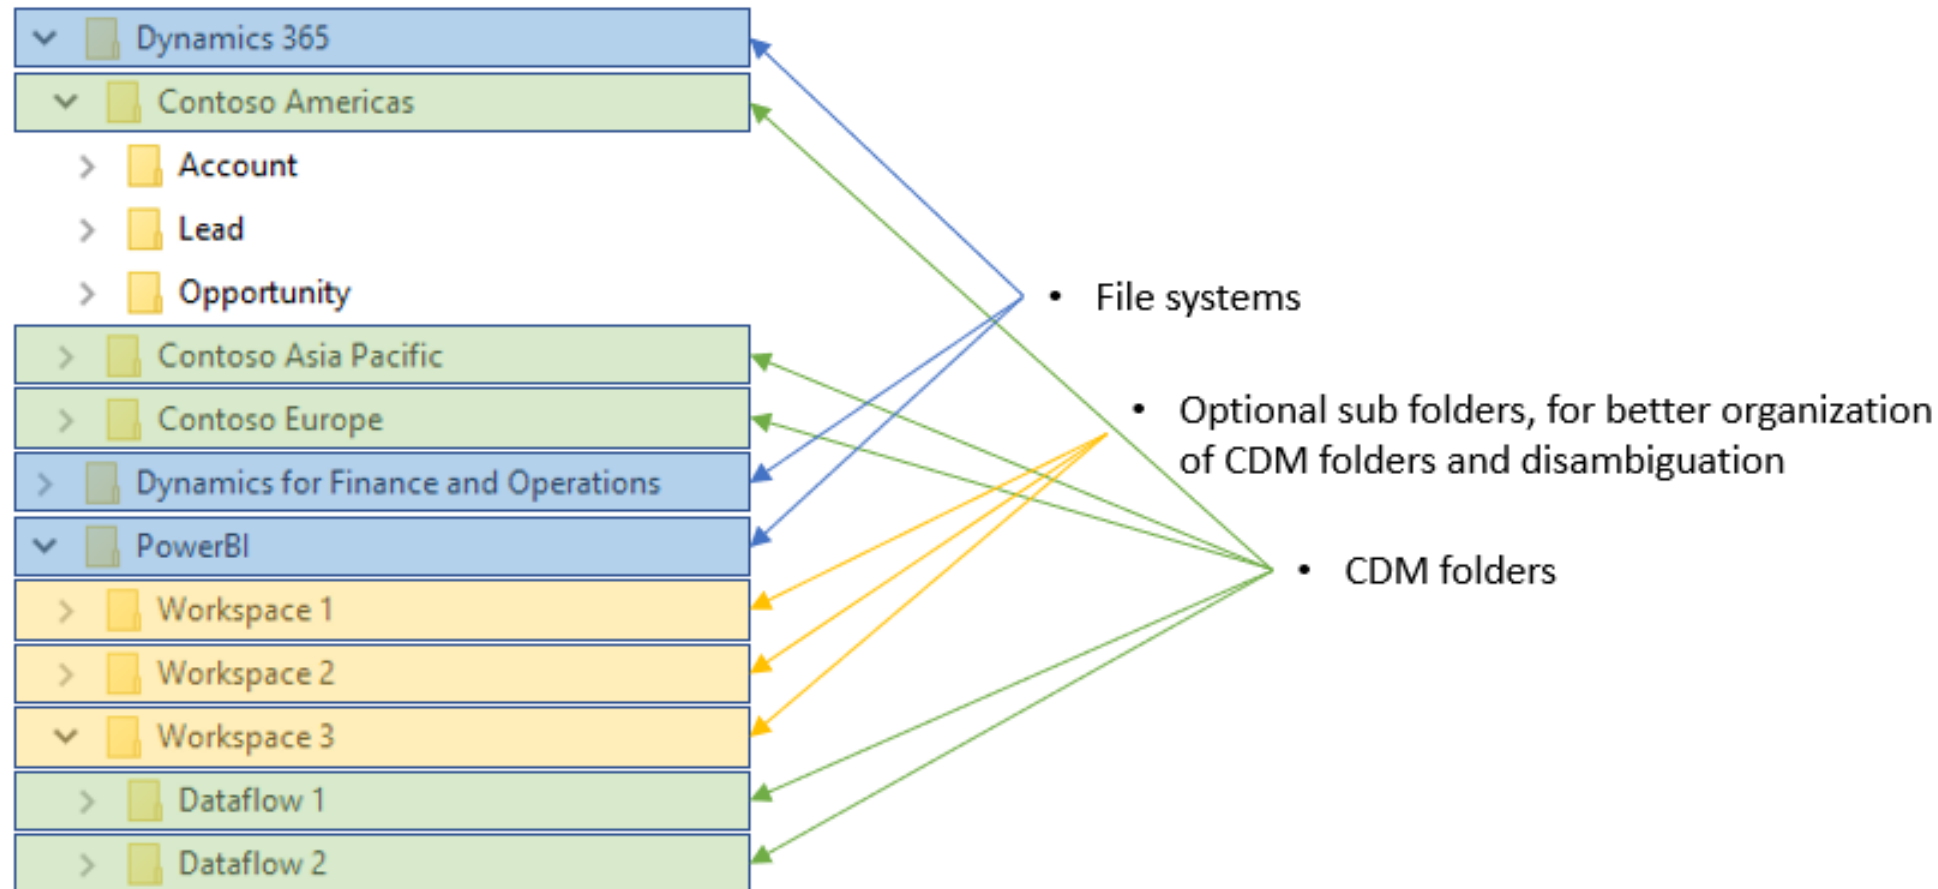 Dynamics 365
Contoso Americas
Account
Lead
Opportunity
Contoso Asia Pacific
Contoso Europe
Dynamics for Finance and Operations
PowerBI
Workspace 1
Workspace 2
Workspace 3
Dataflow 1
Dataflow 2
• File systems
• Optional sub folders, for better organization
of CDM folders and disambiguation
• CDM folders